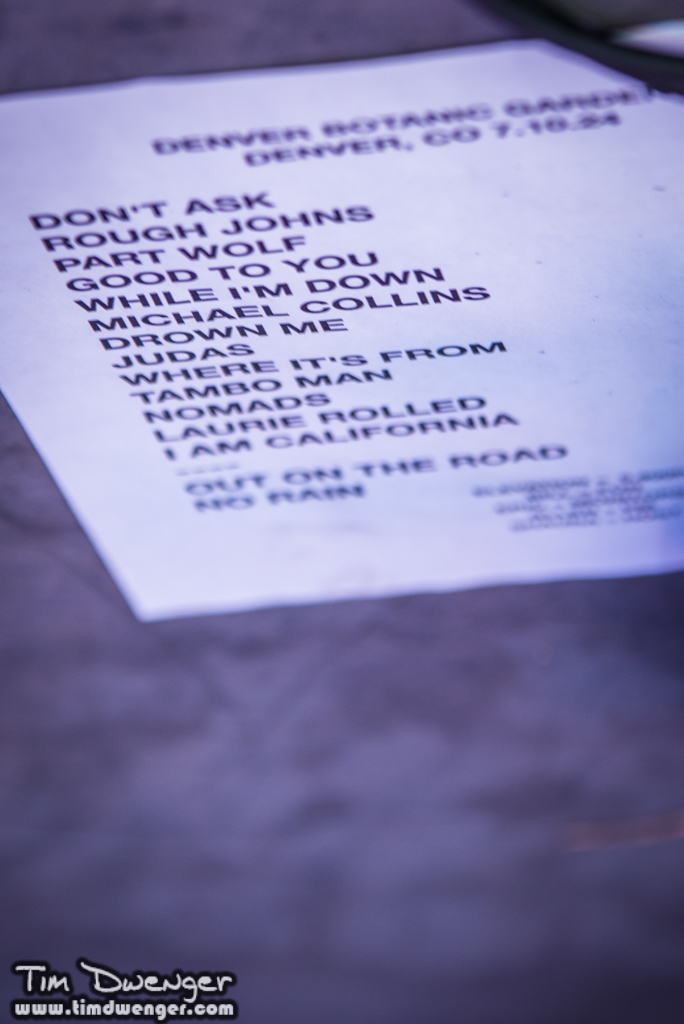 DENVER BOTANIC GARDEN
DENVER, CO 7.16.24
DON'T ASK
ROUGH JOHNS
PART WOLF
GOOD TO YOU
WHILE I'M DOWN
MICHAEL COLLINS
DROWN ME
JUDAS
WHERE IT'S FROM
TAMBO MAN
NOMADS
LAURIE ROLLED
I AM CALIFORNIA
-----
OUT ON THE ROAD
NO RAIN
Tim Dwenger
www.timdwenger.com